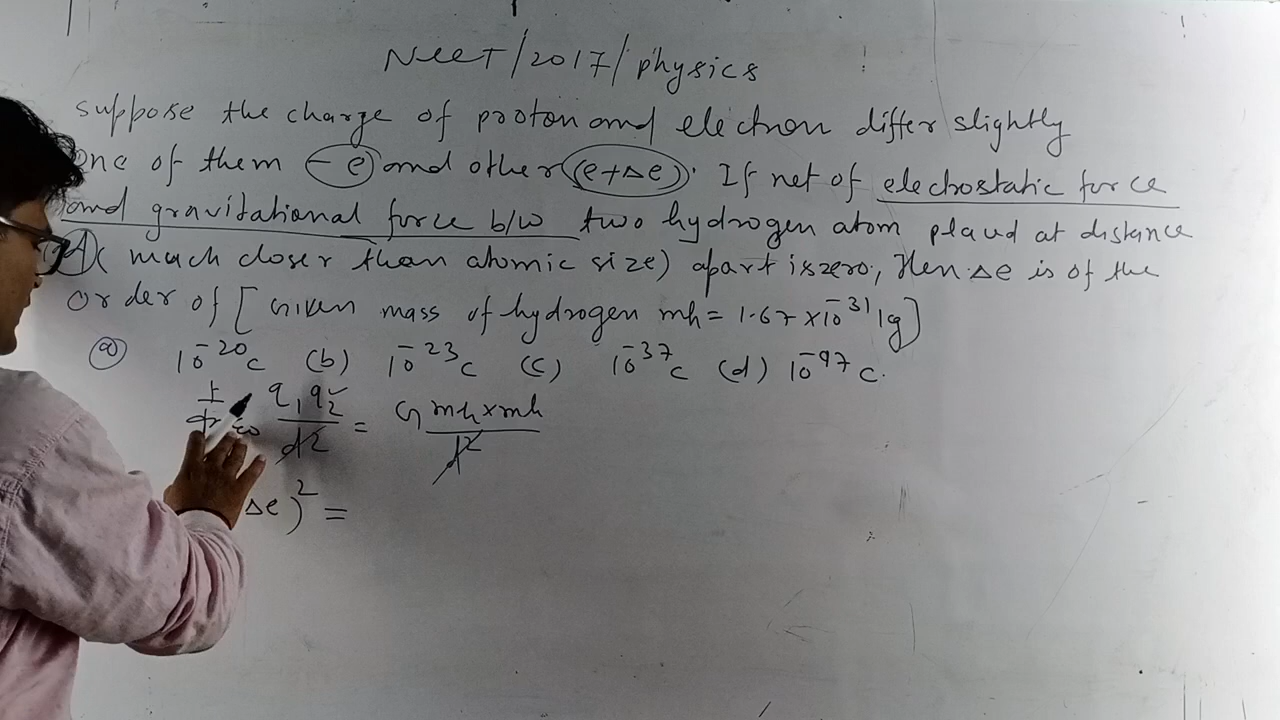 NEET/2017/physics
suppose the charge of proton and electron differ slightly
one of them -e and other (e+Δe). If net of electrostatic force
and gravitational force b/w two hydrogen atom placed at distance
(much closer than atomic size) apart is zero, then Δe is of the
order of [Given mass of hydrogen mh = 1.67 × 10⁻³¹ kg]
(a) 10⁻²⁰ c (b) 10⁻²³ c (c) 10⁻³⁷ c (d) 10⁻⁹⁷ c.
q₁q₂/d² = G mh×mh/d²
Δe)² =